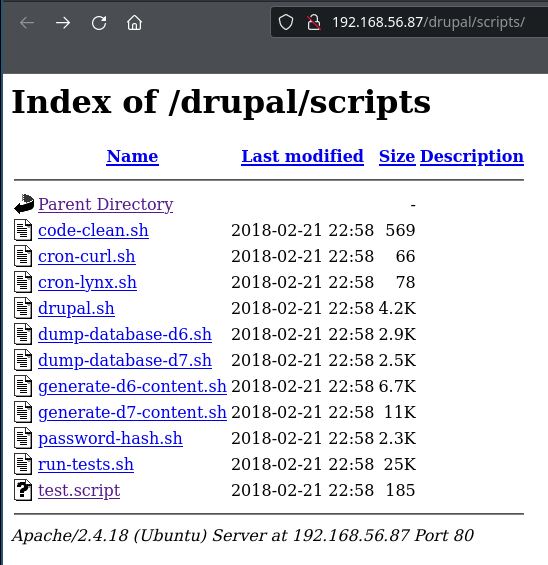 192.168.56.87/drupal/scripts/
Index of /drupal/scripts
Name Last modified Size Description
Parent Directory -
code-clean.sh 2018-02-21 22:58 569
cron-curl.sh 2018-02-21 22:58 66
cron-lynx.sh 2018-02-21 22:58 78
drupal.sh 2018-02-21 22:58 4.2K
dump-database-d6.sh 2018-02-21 22:58 2.9K
dump-database-d7.sh 2018-02-21 22:58 2.5K
generate-d6-content.sh 2018-02-21 22:58 6.7K
generate-d7-content.sh 2018-02-21 22:58 11K
password-hash.sh 2018-02-21 22:58 2.3K
run-tests.sh 2018-02-21 22:58 25K
test.script 2018-02-21 22:58 185
Apache/2.4.18 (Ubuntu) Server at 192.168.56.87 Port 80